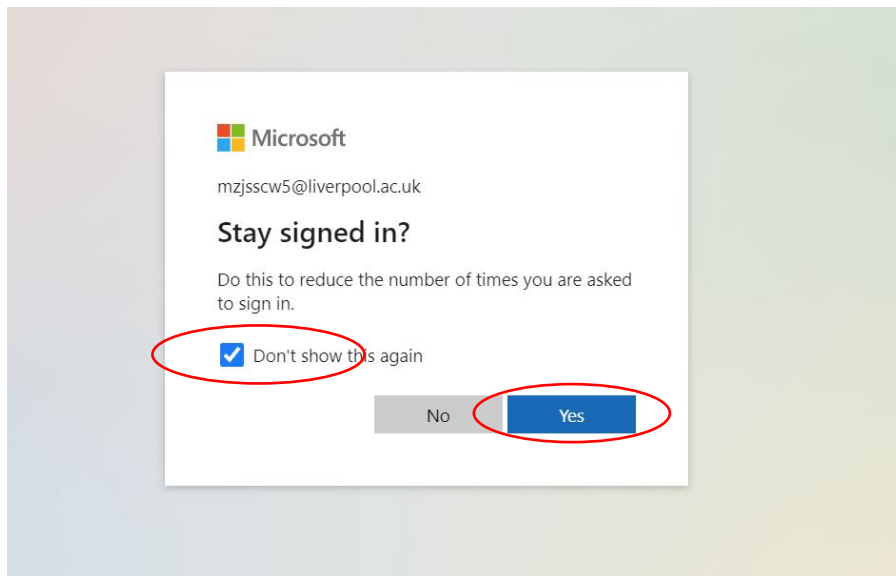 Microsoft
mzjsscw5@liverpool.ac.uk
Stay signed in?
Do this to reduce the number of times you are asked
to sign in.
Don't show this again
No Yes